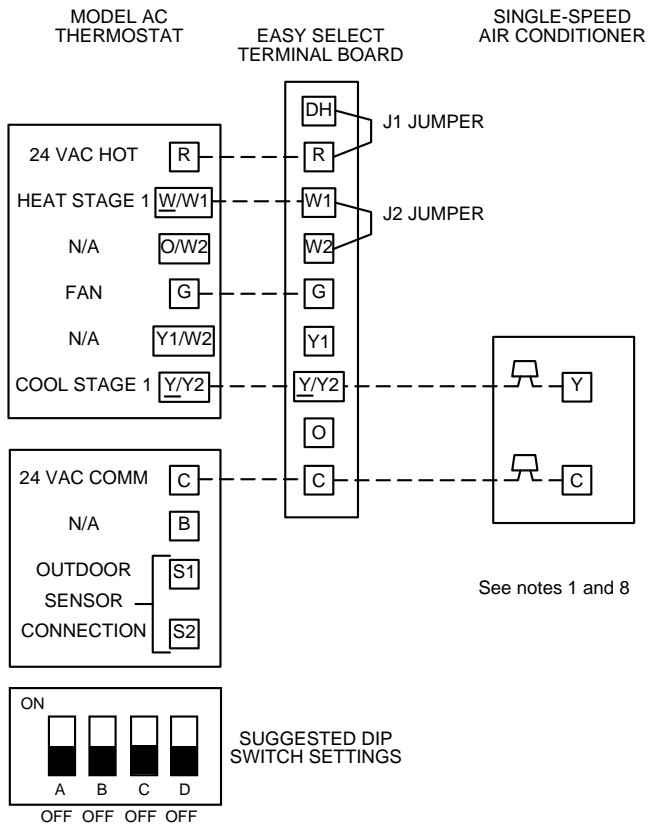 MODEL AC
THERMOSTAT
EASY SELECT
TERMINAL BOARD
SINGLE-SPEED
AIR CONDITIONER
DH
J1 JUMPER
24 VAC HOT R R
HEAT STAGE 1 W/W1 W1
J2 JUMPER
N/A O/W2 W2
FAN G G
N/A Y1/W2 Y1
COOL STAGE 1 Y/Y2 Y/Y2 Y
O
24 VAC COMM C C C
N/A B
OUTDOOR S1
SENSOR
CONNECTION S2
See notes 1 and 8
ON
A B C D
OFF OFF OFF OFF
SUGGESTED DIP
SWITCH SETTINGS